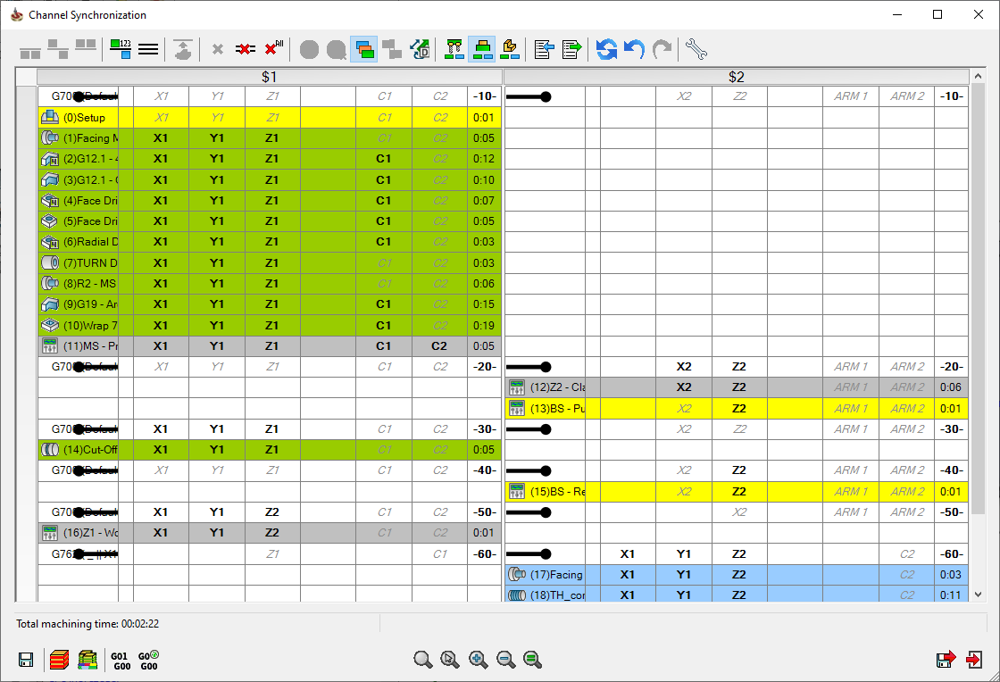 Channel Synchronization
123 All D
$1 $2
X1 Y1 Z1 C1 C2 -10- X2 Z2 ARM 1 ARM 2 -10-
(0)Setup X1 Y1 Z1 C1 C2 0:01
(1)Facing X1 Y1 Z1 C1 C2 0:05
(2)G12.1 - X1 Y1 Z1 C1 C2 0:12
(3)G12.1 - X1 Y1 Z1 C1 C2 0:10
(4)Face Dri X1 Y1 Z1 C1 C2 0:07
(5)Face Dri X1 Y1 Z1 C1 C2 0:05
(6)Radial D X1 Y1 Z1 C1 C2 0:03
(7)TURN D X1 Y1 Z1 C1 C2 0:03
(8)R2 - MS X1 Y1 Z1 C1 C2 0:06
(9)G19 - Ar X1 Y1 Z1 C1 C2 0:15
(10)Wrap 7 X1 Y1 Z1 C1 C2 0:19
(11)MS - Pr X1 Y1 Z1 C1 C2 0:05
X1 Y1 Z1 C1 C2 -20- X2 Z2 ARM 1 ARM 2 -20-
(12)Z2 - Cla X2 Z2 ARM 1 ARM 2 0:06
(13)BS - Pu X2 Z2 ARM 1 ARM 2 0:01
X1 Y1 Z1 C1 C2 -30- X2 Z2 ARM 1 ARM 2 -30-
(14)Cut-Off X1 Y1 Z1 C1 C2 0:05
X1 Y1 Z1 C1 C2 -40- X2 Z2 ARM 1 ARM 2 -40-
(15)BS - Re X2 Z2 ARM 1 ARM 2 0:01
X1 Y1 Z2 C1 C2 -50- X2 ARM 1 ARM 2 -50-
(16)Z1 - Wo X1 Y1 Z2 C1 C2 0:01
Z1 C1 -60- X1 Y1 Z2 C2 -60-
(17)Facing X1 Y1 Z2 C2 0:03
(18)TH_cor X1 Y1 Z2 C2 0:11
Total machining time: 00:02:22
G01 G00 G0 G00